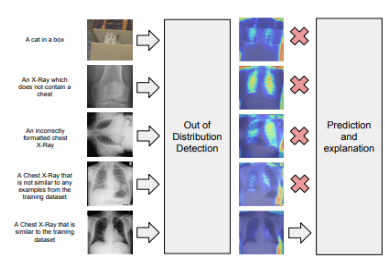 A cat in a box
An X-Ray which
does not contain a
chest
An incorrectly
formatted chest
X-Ray
A Chest X-Ray that
is not similar to any
examples from the
training dataset
A Chest X-Ray that is
similar to the training
dataset
Out of
Distribution
Detection
Prediction
and
explanation